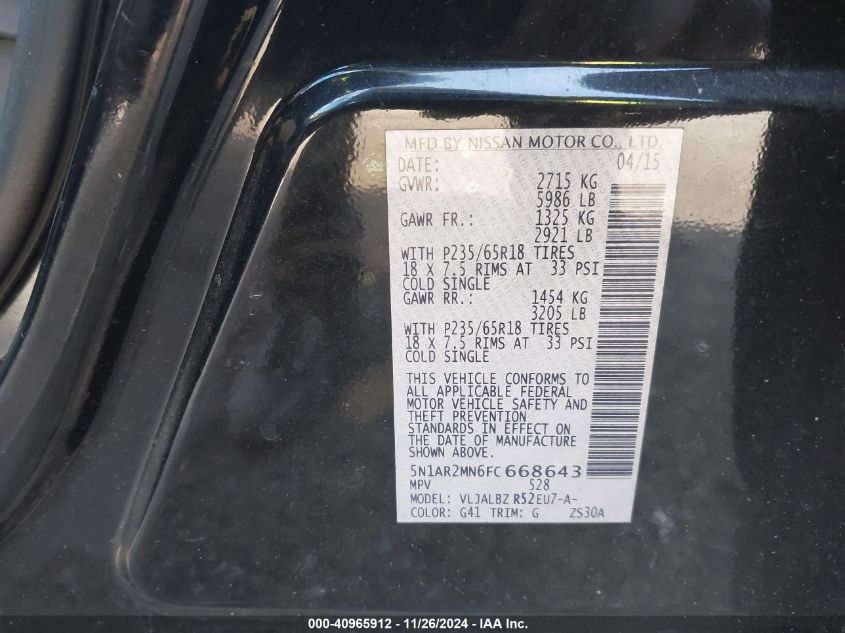 MFD BY NISSAN MOTOR CO., LTD.
DATE: 04/15
GVWR: 2715 KG
5986 LB
GAWR FR.: 1325 KG
2921 LB
WITH P235/65R18 TIRES
18 X 7.5 RIMS AT 33 PSI
COLD SINGLE
GAWR RR.: 1454 KG
3205 LB
WITH P235/65R18 TIRES
18 X 7.5 RIMS AT 33 PSI
COLD SINGLE
THIS VEHICLE CONFORMS TO
ALL APPLICABLE FEDERAL
MOTOR VEHICLE SAFETY AND
THEFT PREVENTION
STANDARDS IN EFFECT ON
THE DATE OF MANUFACTURE
SHOWN ABOVE.
5N1AR2MN6FC668643
MPV 528
MODEL: VLJALBZ R52EU7-A-
COLOR: G41 TRIM: G ZS30A
000-40965912 - 11/26/2024 - IAA Inc.